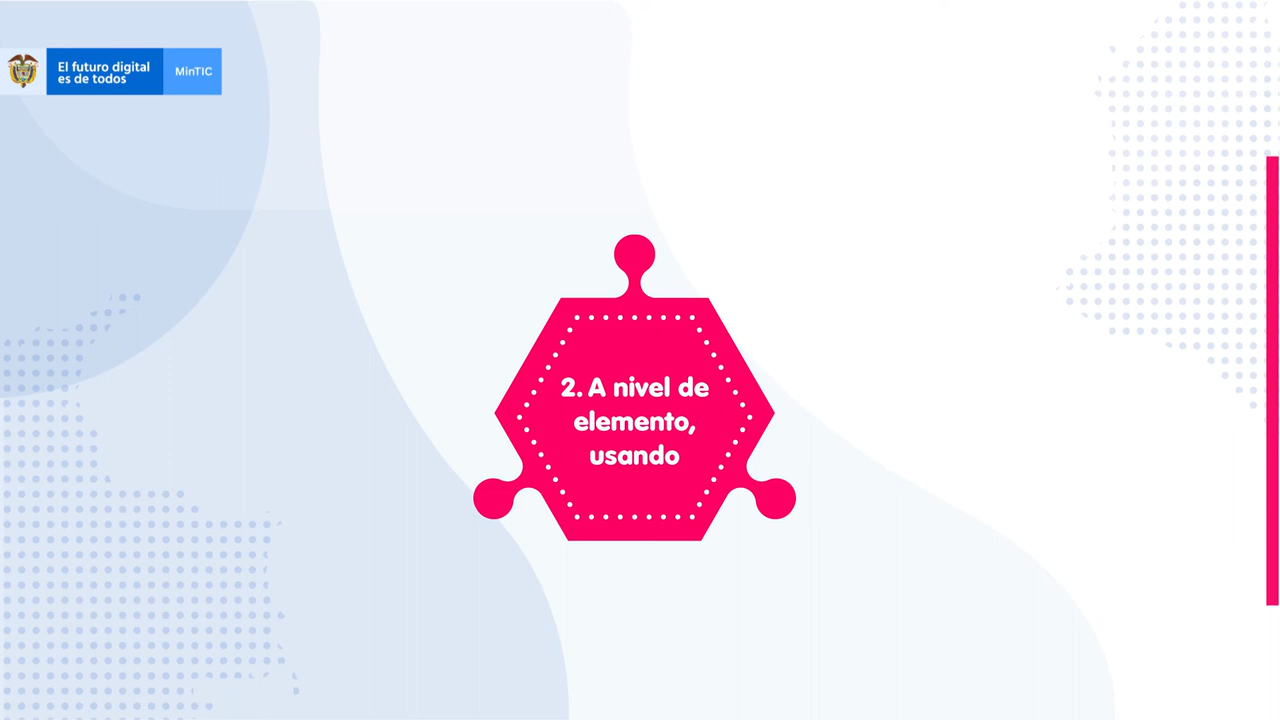 El futuro digital
es de todos
MinTIC
2. A nivel de
elemento,
usando